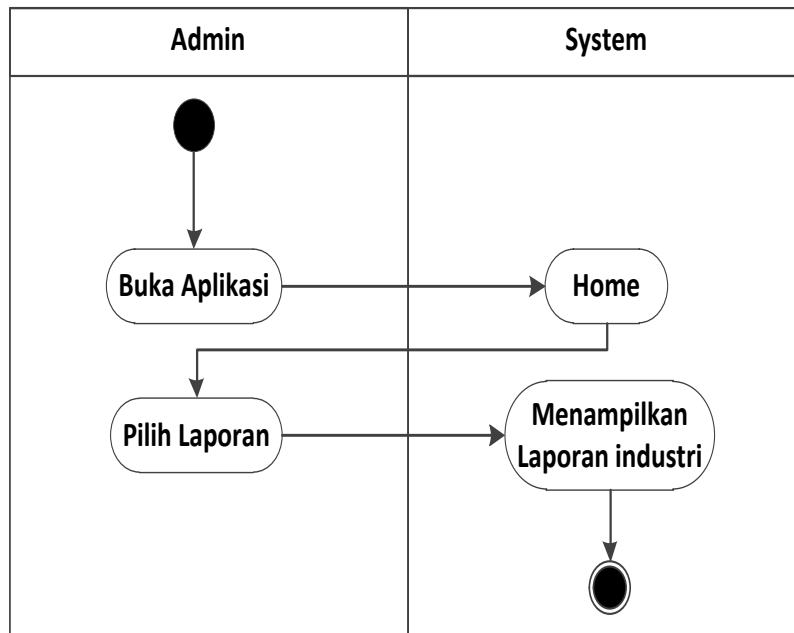 Admin
System
Buka Aplikasi
Home
Pilih Laporan
Menampilkan
Laporan industri